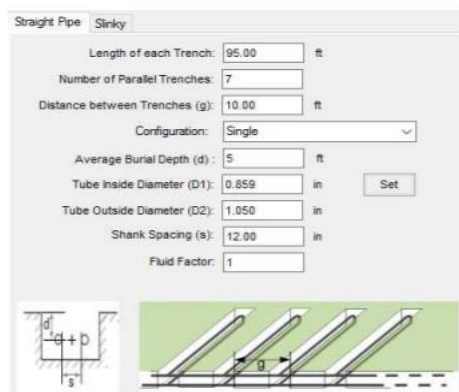 Straight Pipe Slinky
Length of each Trench: 95.00 ft
Number of Parallel Trenches: 7
Distance between Trenches (g): 10.00 ft
Configuration: Single
Average Burial Depth (d) : 5 ft
Tube Inside Diameter (D1): 0.859 in Set
Tube Outside Diameter (D2): 1.050 in
Shank Spacing (s): 12.00 in
Fluid Factor: 1
d
g
s